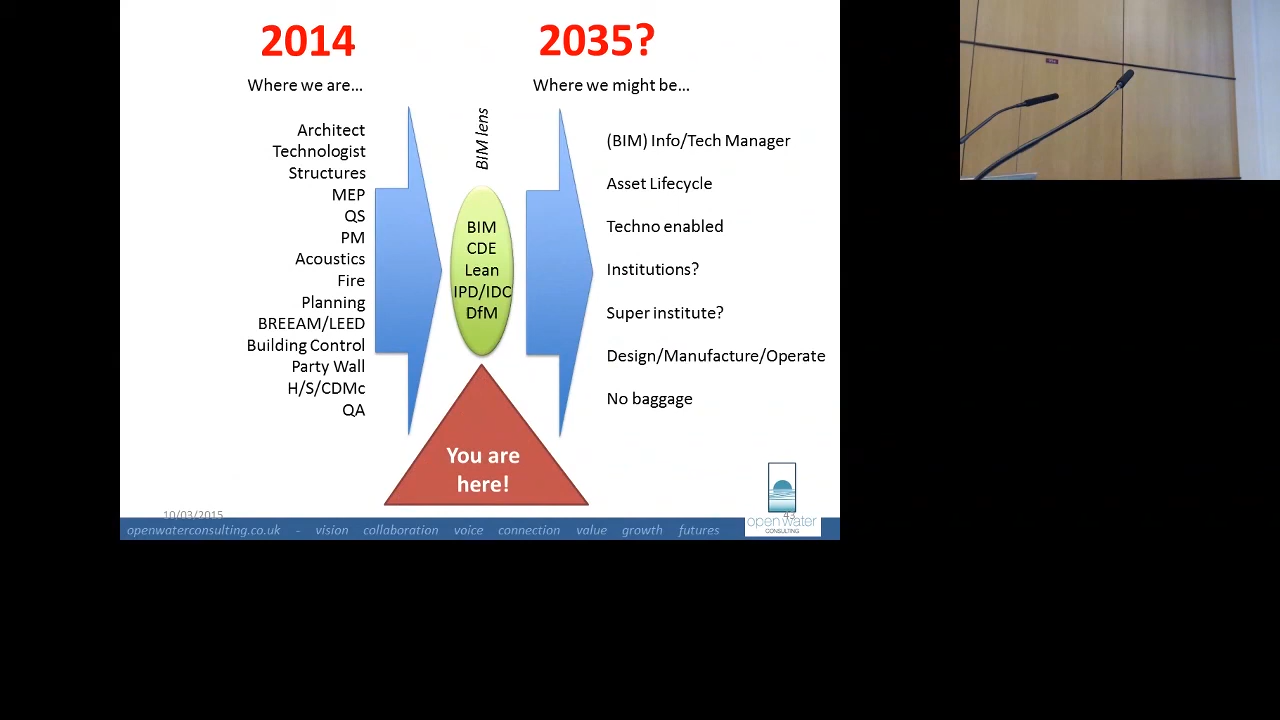 2014
2035?
Where we are...
Where we might be...
Architect
Technologist
Structures
MEP
QS
PM
Acoustics
Fire
Planning
BREEAM/LEED
Building Control
Party Wall
H/S/CDMc
QA
BIM lens
BIM
CDE
Lean
IPD/IDC
DfM
(BIM) Info/Tech Manager
Asset Lifecycle
Techno enabled
Institutions?
Super institute?
Design/Manufacture/Operate
No baggage
You are
here!
10/03/2015
43
openwaterconsulting.co.uk - vision collaboration voice connection value growth futures
open water
CONSULTING